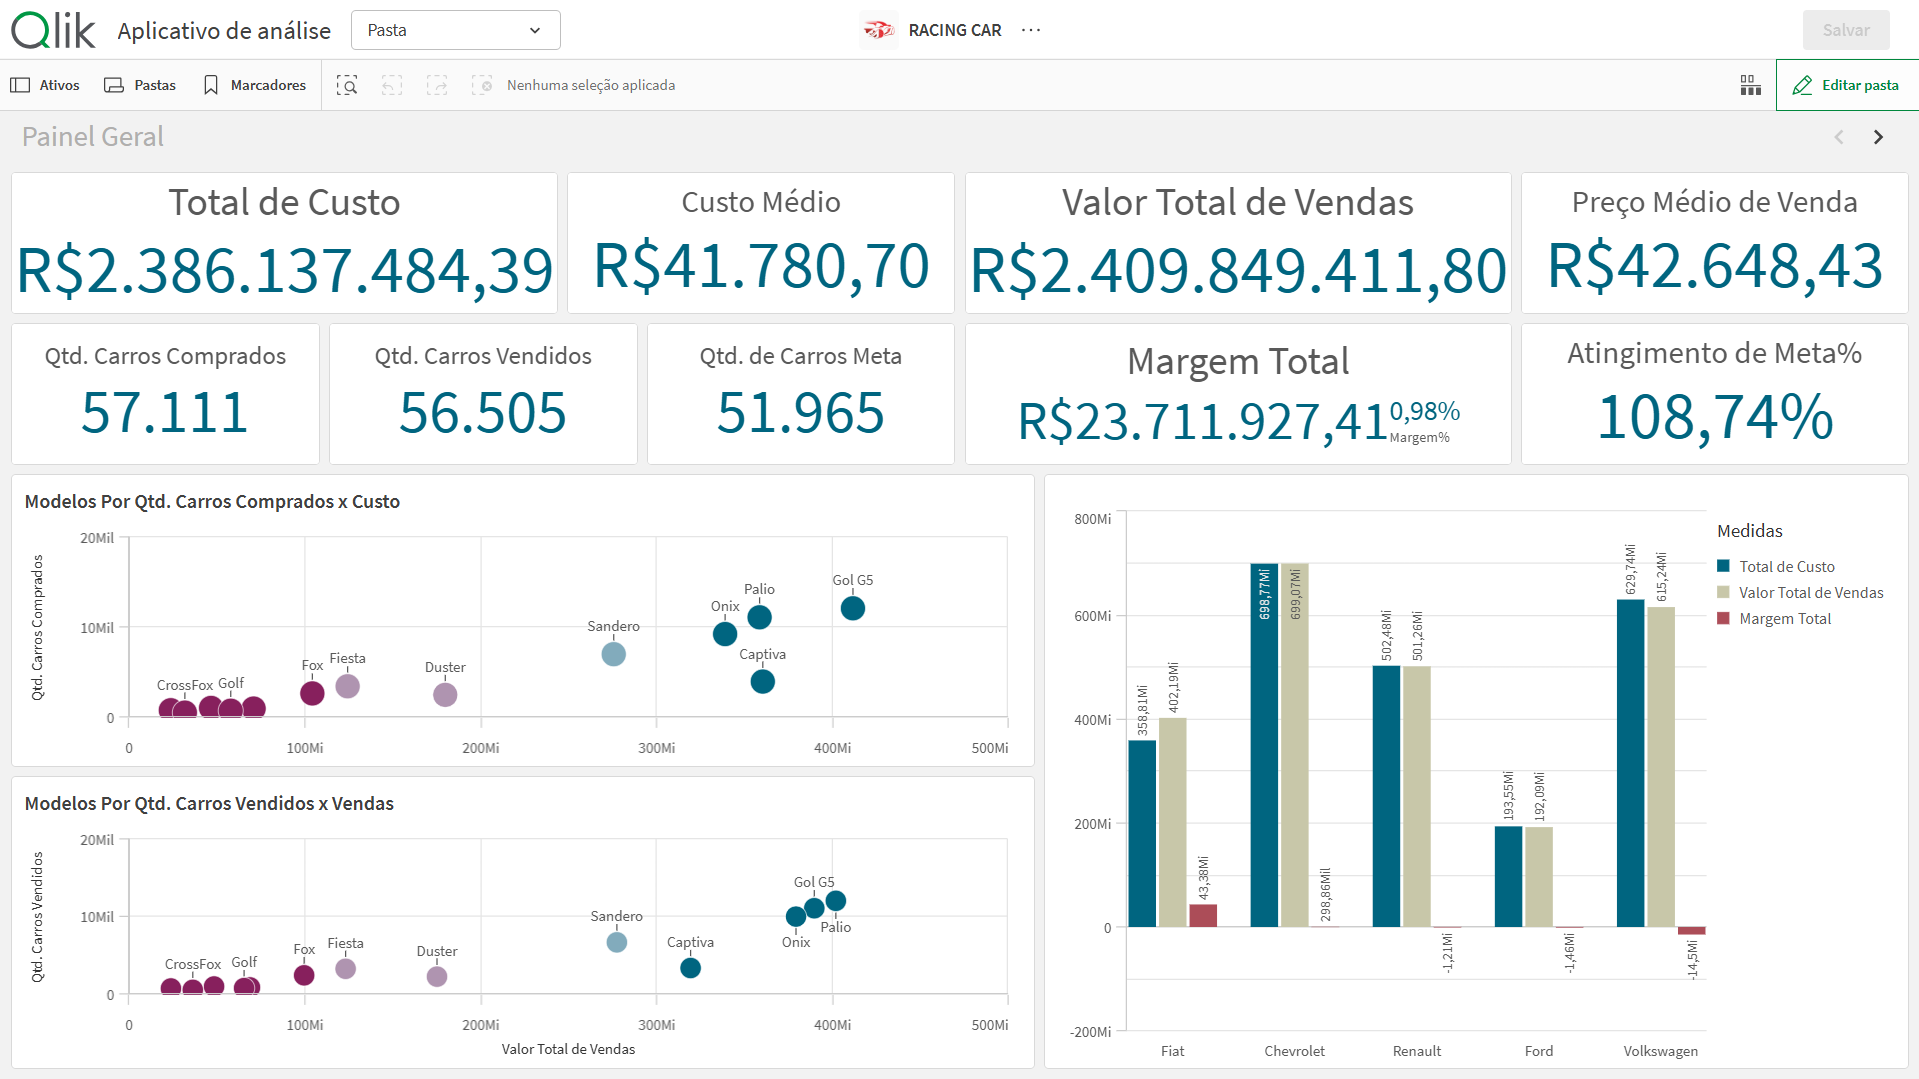 Qlik
Aplicativo de análise
Pasta
RACING CAR
...
Salvar
Ativos
Pastas
Marcadores
Nenhuma seleção aplicada
Editar pasta
Painel Geral
Total de Custo
R$2.386.137.484,39
Custo Médio
R$41.780,70
Valor Total de Vendas
R$2.409.849.411,80
Preço Médio de Venda
R$42.648,43
Qtd. Carros Comprados
57.111
Qtd. Carros Vendidos
56.505
Qtd. de Carros Meta
51.965
Margem Total
R$23.711.927,41
0,98%
Margem%
Atingimento de Meta%
108,74%
Modelos Por Qtd. Carros Comprados x Custo
Qtd. Carros Comprados
20Mil
10Mil
0
Gol G5
Palio
Onix
Sandero
Captiva
Fox
Fiesta
Duster
CrossFox
Golf
0
100Mi
200Mi
300Mi
400Mi
500Mi
Modelos Por Qtd. Carros Vendidos x Vendas
Qtd. Carros Vendidos
20Mil
10Mil
0
Gol G5
Sandero
Palio
Onix
Captiva
Fox
Fiesta
Duster
CrossFox
Golf
0
100Mi
200Mi
300Mi
400Mi
500Mi
Valor Total de Vendas
800Mi
600Mi
400Mi
200Mi
0
-200Mi
358,81Mi
402,19Mi
43,38Mi
698,77Mi
699,07Mi
298,86Mil
502,48Mi
501,26Mi
-1,21Mi
193,55Mi
192,09Mi
-1,46Mi
629,74Mi
615,24Mi
-14,5Mi
Fiat
Chevrolet
Renault
Ford
Volkswagen
Medidas
Total de Custo
Valor Total de Vendas
Margem Total